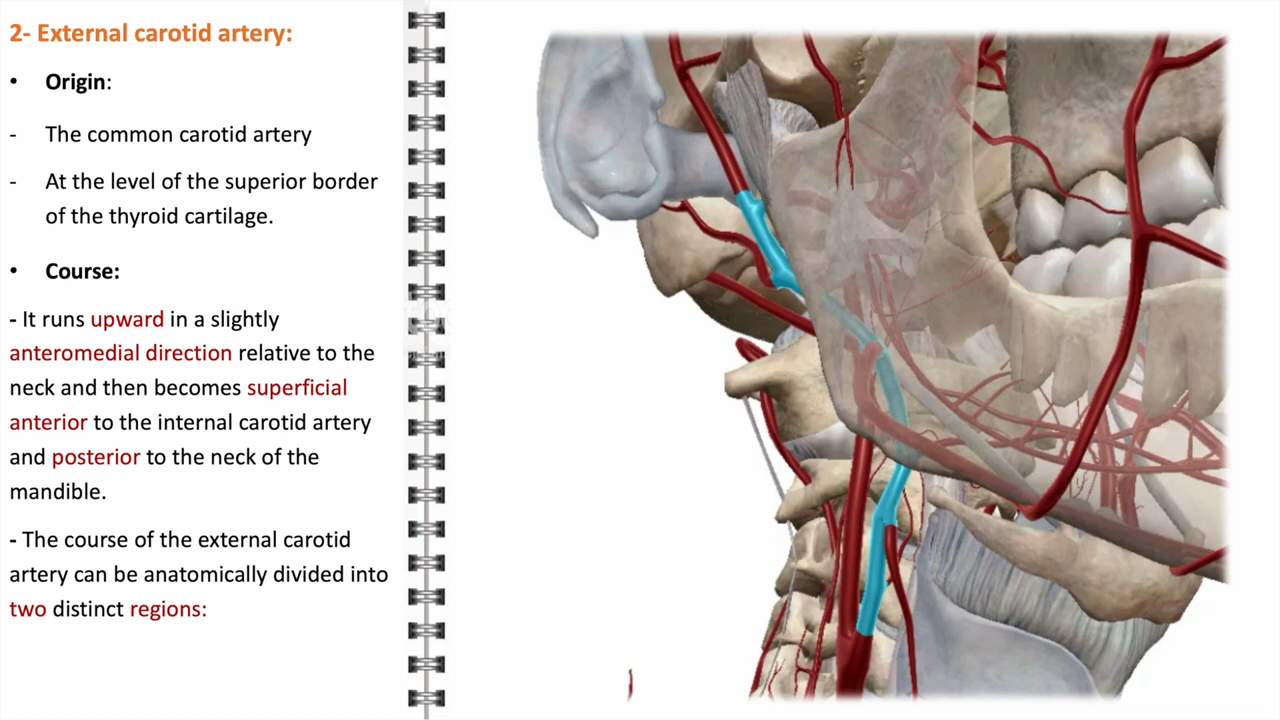 2- External carotid artery:
• Origin:
- The common carotid artery
- At the level of the superior border
of the thyroid cartilage.
• Course:
- It runs upward in a slightly
anteromedial direction relative to the
neck and then becomes superficial
anterior to the internal carotid artery
and posterior to the neck of the
mandible.
- The course of the external carotid
artery can be anatomically divided into
two distinct regions: